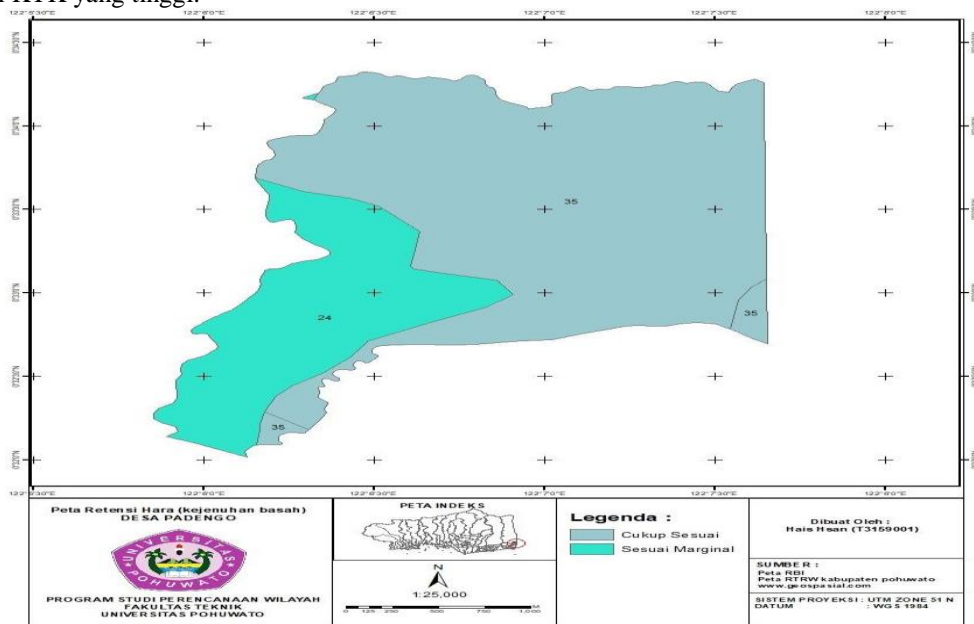 KTK yang tinggi.
122°5'30"E 122°6'0"E 122°6'30"E 122°7'0"E 122°7'30"E 122°8'0"E
35
35
24
35
122°5'30"E 122°6'0"E 122°6'30"E 122°7'0"E 122°7'30"E 122°8'0"E
Peta Retensi Hara (kejenuhan basah)
DESA PADENGO
UNIVERSITAS
POHUWATO
PROGRAM STUDI PERENCANAAN WILAYAH
FAKULTAS TEKNIK
UNIVERSITAS POHUWATO
PETA INDEKS
N
1:25,000
0 125 250 500 750 1,000
M
Legenda :
Cukup Sesuai
Sesuai Marginal
Dibuat Oleh :
Hais Hsan (T3159001)
SUMBER :
Peta RBI
Peta RTRW kabupaten pohuwato
www.geospasial.com
SISTEM PROYEKSI : UTM ZONE 51 N
DATUM : WGS 1984